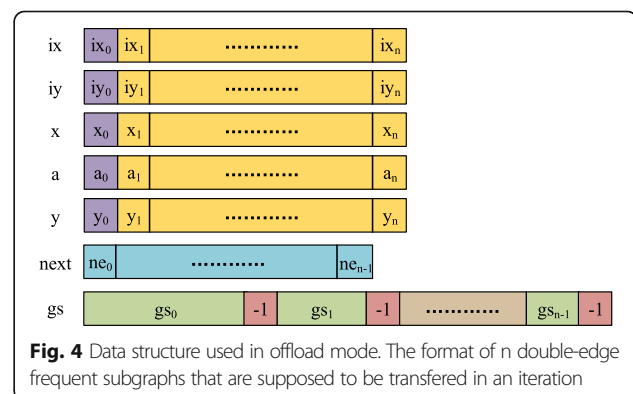 ix ix₀ ix₁ ............ ixₙ
iy iy₀ iy₁ ............ iyₙ
x x₀ x₁ ............ xₙ
a a₀ a₁ ............ aₙ
y y₀ y₁ ............ yₙ
next ne₀ ............ neₙ₋₁
gs gs₀ -1 gs₁ -1 ............ gsₙ₋₁ -1
Fig. 4 Data structure used in offload mode. The format of n double-edge
frequent subgraphs that are supposed to be transfered in an iteration